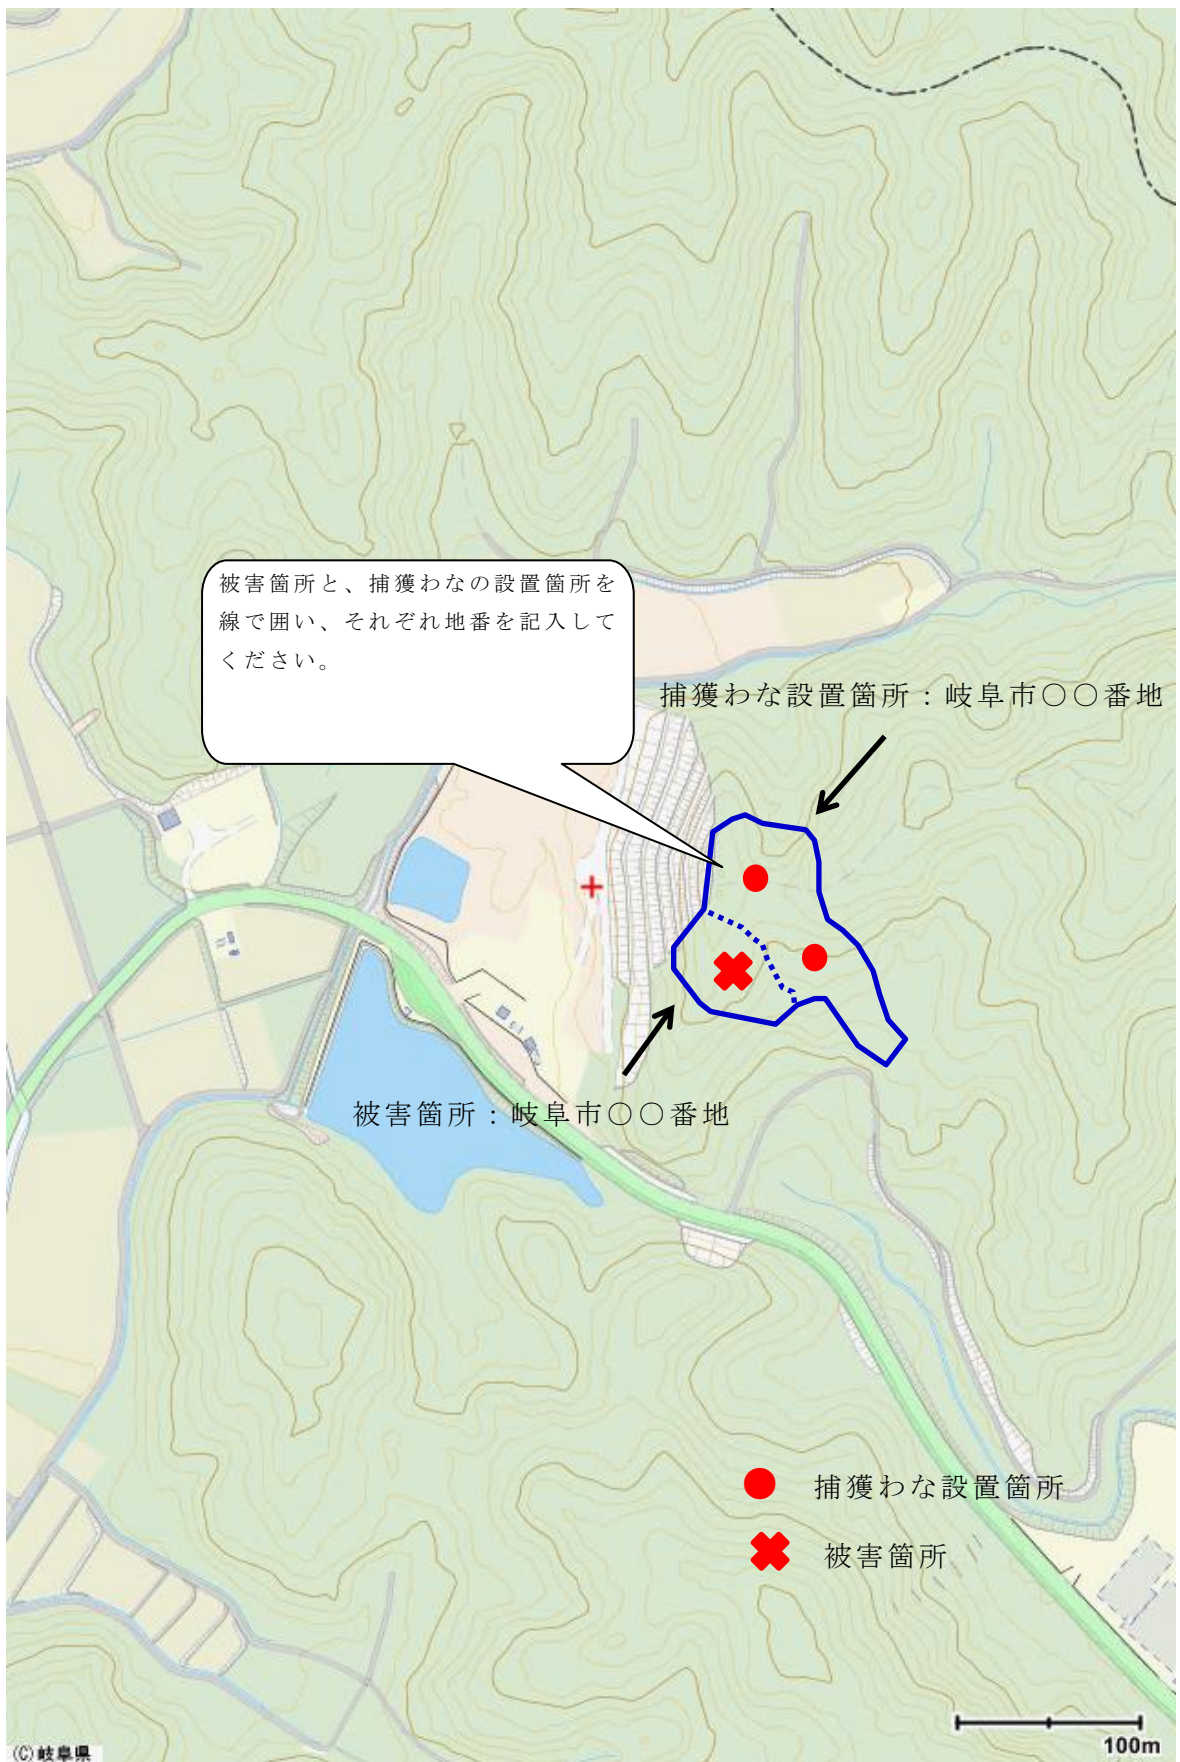 被害箇所と、捕獲わなの設置箇所を
線で囲い、それぞれ地番を記入して
ください。
捕獲わな設置箇所：岐阜市〇〇番地
被害箇所：岐阜市〇〇番地
捕獲わな設置箇所
被害箇所
100m
(C)岐阜県